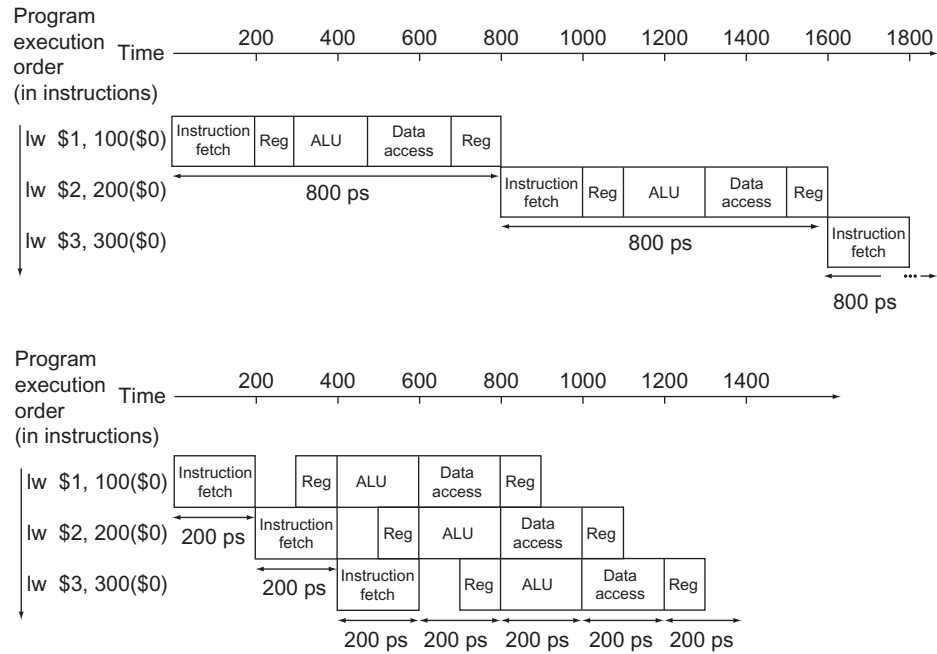 Program
execution
order
(in instructions)
Time
200 400 600 800 1000 1200 1400 1600 1800
lw $1, 100($0)
Instruction
fetch
Reg
ALU
Data
access
Reg
800 ps
lw $2, 200($0)
Instruction
fetch
Reg
ALU
Data
access
Reg
800 ps
lw $3, 300($0)
Instruction
fetch
...
800 ps
Program
execution
order
(in instructions)
Time
200 400 600 800 1000 1200 1400
lw $1, 100($0)
Instruction
fetch
Reg
ALU
Data
access
Reg
200 ps
lw $2, 200($0)
Instruction
fetch
Reg
ALU
Data
access
Reg
200 ps
lw $3, 300($0)
Instruction
fetch
Reg
ALU
Data
access
Reg
200 ps 200 ps 200 ps 200 ps 200 ps